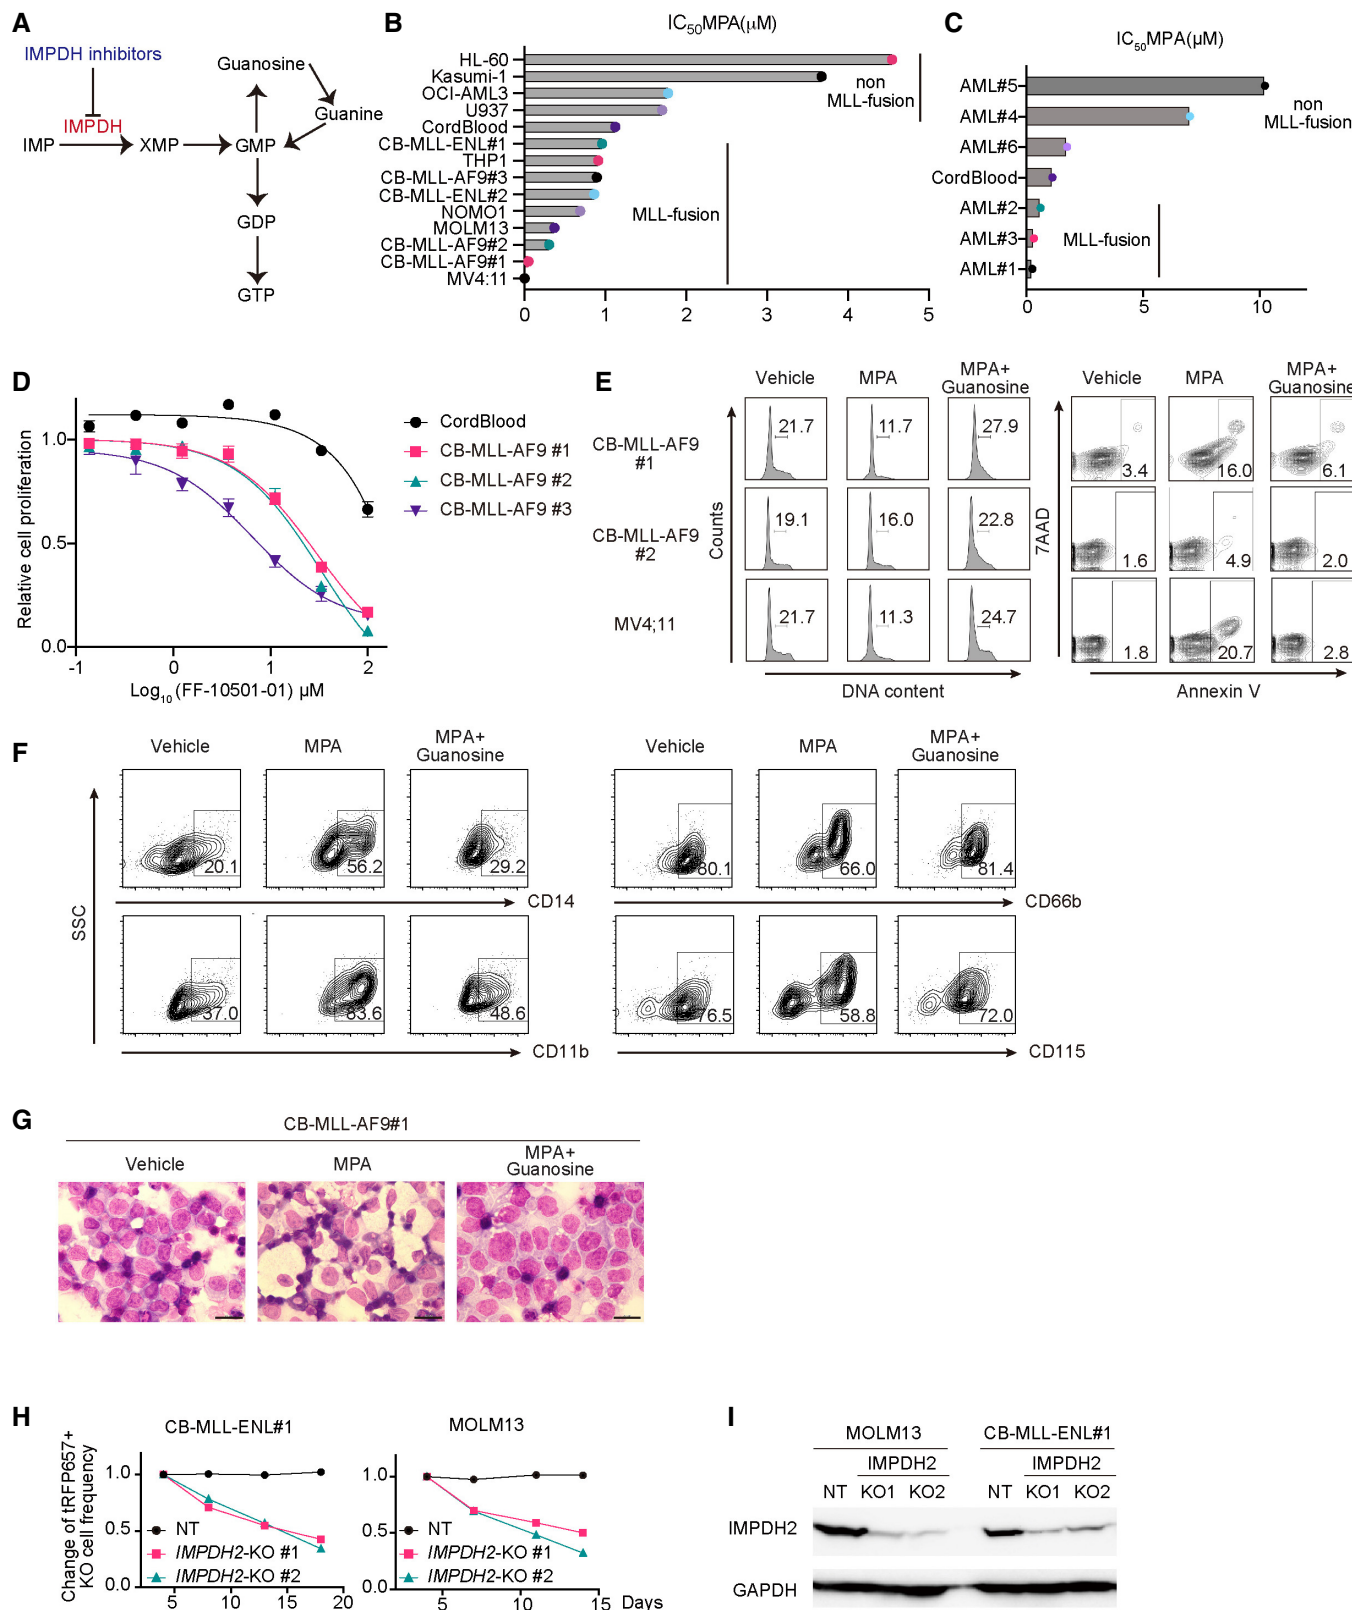 A
IMPDH inhibitors
Guanosine
Guanine
IMPDH
IMP
XMP
GMP
GDP
GTP
B
IC50MPA(μM)
HL-60
Kasumi-1
OCI-AML3
U937
CordBlood
CB-MLL-ENL#1
THP1
CB-MLL-AF9#3
CB-MLL-ENL#2
NOMO1
MOLM13
CB-MLL-AF9#2
CB-MLL-AF9#1
MV4:11
non
MLL-fusion
MLL-fusion
0 1 2 3 4 5
C
IC50MPA(μM)
AML#5
AML#4
AML#6
CordBlood
AML#2
AML#3
AML#1
non
MLL-fusion
MLL-fusion
0 5 10
D
Relative cell proliferation
1.0
0.5
0.0
-1 0 1 2
Log10 (FF-10501-01) μM
CordBlood
CB-MLL-AF9 #1
CB-MLL-AF9 #2
CB-MLL-AF9 #3
E
Vehicle MPA MPA+
Guanosine
CB-MLL-AF9
#1
21.7 11.7 27.9
CB-MLL-AF9
#2
19.1 16.0 22.8
MV4;11
21.7 11.3 24.7
Counts
DNA content
Vehicle MPA MPA+
Guanosine
3.4 16.0 6.1
1.6 4.9 2.0
1.8 20.7 2.8
7AAD
Annexin V
F
Vehicle MPA MPA+
Guanosine
20.1 56.2 29.2
CD14
37.0 83.6 48.6
CD11b
SSC
Vehicle MPA MPA+
Guanosine
80.1 66.0 81.4
CD66b
76.5 58.8 72.0
CD115
G
CB-MLL-AF9#1
Vehicle MPA MPA+
Guanosine
H
Change of tRFP657+
KO cell frequency
CB-MLL-ENL#1
1.0
0.5
0.0
NT
IMPDH2-KO #1
IMPDH2-KO #2
5 10 15 20
MOLM13
1.0
0.5
0.0
NT
IMPDH2-KO #1
IMPDH2-KO #2
5 10 15 Days
I
MOLM13 CB-MLL-ENL#1
IMPDH2 IMPDH2
NT KO1 KO2 NT KO1 KO2
IMPDH2
GAPDH